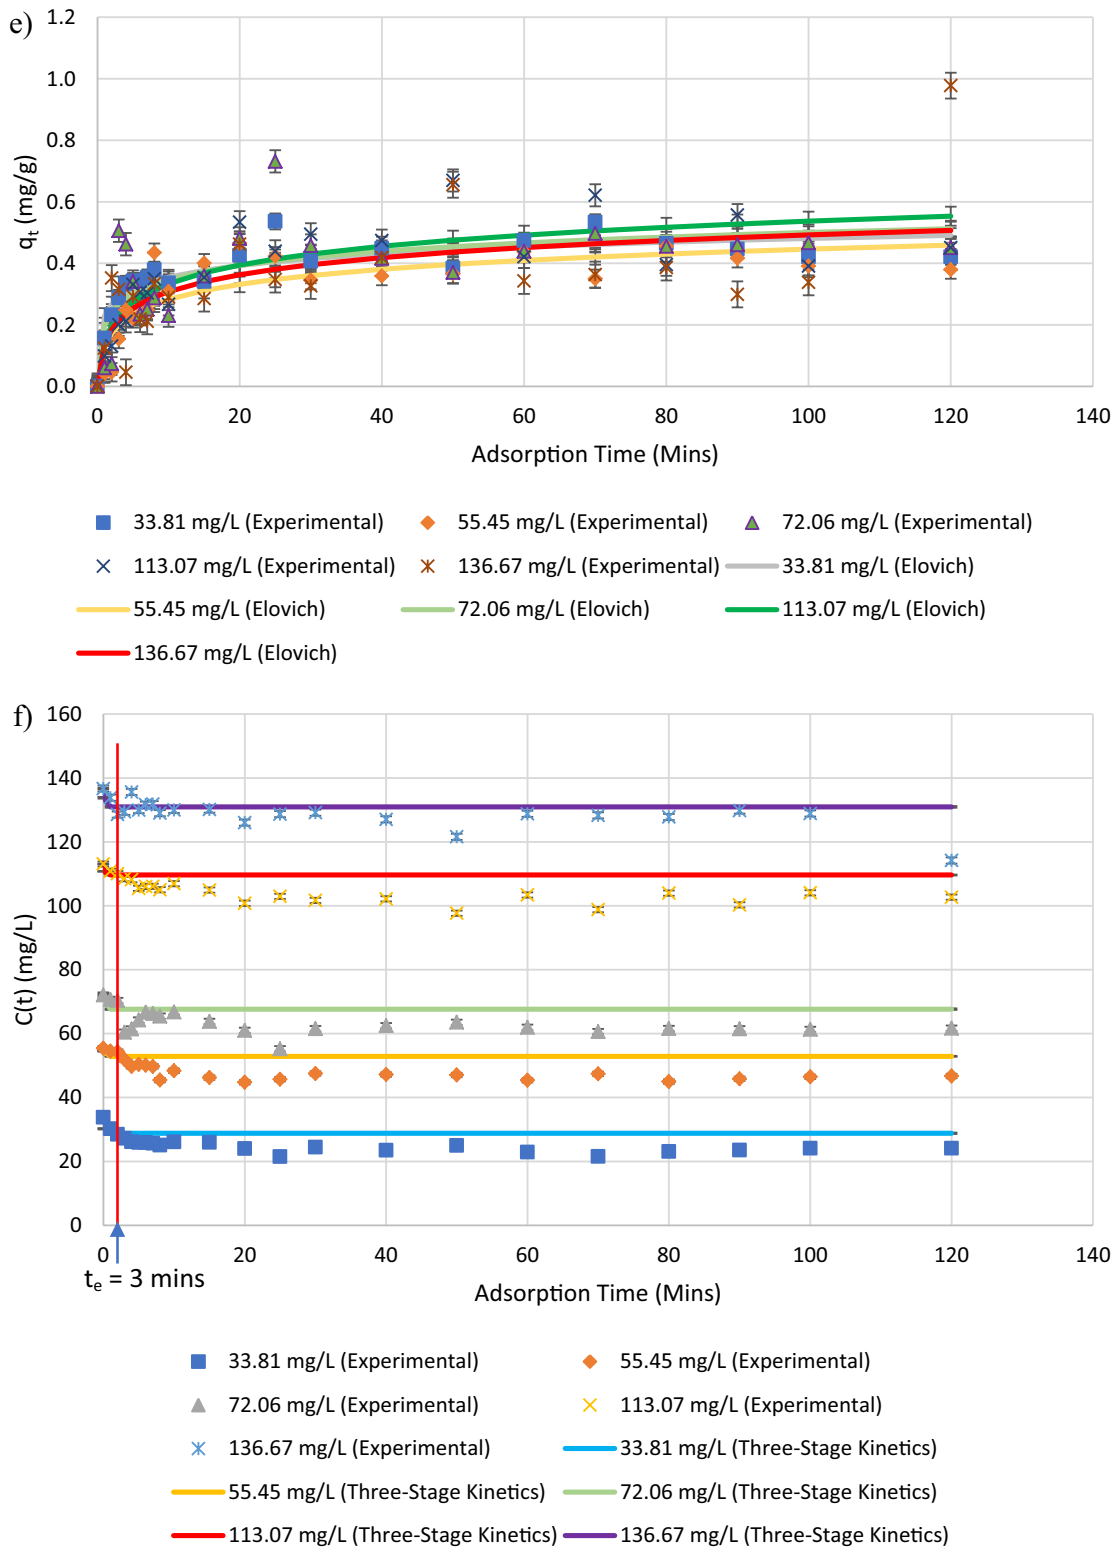 e)
1.2
1.0
0.8
0.6
0.4
0.2
0.0
q_t (mg/g)
0 20 40 60 80 100 120 140
Adsorption Time (Mins)
33.81 mg/L (Experimental) 55.45 mg/L (Experimental) 72.06 mg/L (Experimental)
113.07 mg/L (Experimental) 136.67 mg/L (Experimental) 33.81 mg/L (Elovich)
55.45 mg/L (Elovich) 72.06 mg/L (Elovich) 113.07 mg/L (Elovich)
136.67 mg/L (Elovich)
f)
160
140
120
100
80
60
40
20
0
C(t) (mg/L)
0 20 40 60 80 100 120 140
t_e = 3 mins
Adsorption Time (Mins)
33.81 mg/L (Experimental) 55.45 mg/L (Experimental)
72.06 mg/L (Experimental) 113.07 mg/L (Experimental)
136.67 mg/L (Experimental) 33.81 mg/L (Three-Stage Kinetics)
55.45 mg/L (Three-Stage Kinetics) 72.06 mg/L (Three-Stage Kinetics)
113.07 mg/L (Three-Stage Kinetics) 136.67 mg/L (Three-Stage Kinetics)